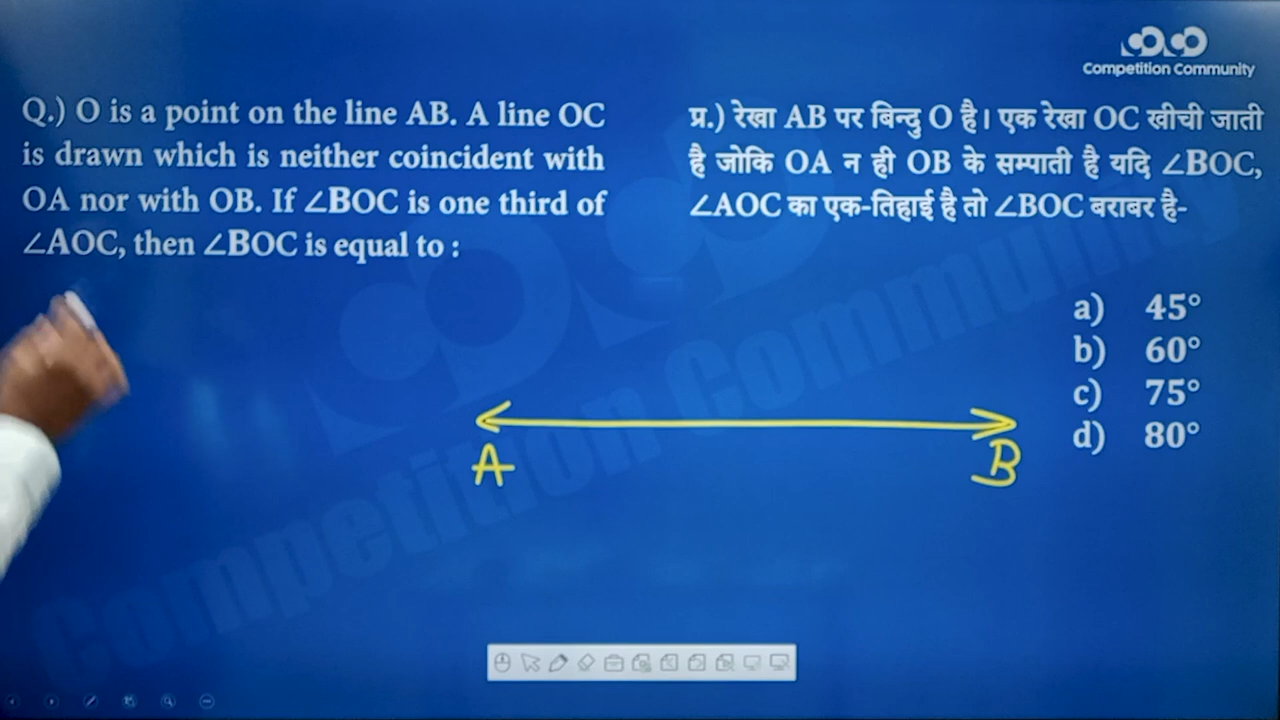 Competition Community
Q.) O is a point on the line AB. A line OC
is drawn which is neither coincident with
OA nor with OB. If ∠BOC is one third of
∠AOC, then ∠BOC is equal to :
प्र.) रेखा AB पर बिन्दु O है। एक रेखा OC खीची जाती
है जोकि OA न ही OB के सम्पाती है यदि ∠BOC,
∠AOC का एक-तिहाई है तो ∠BOC बराबर है-
a) 45°
b) 60°
c) 75°
d) 80°
A B
Competition Community